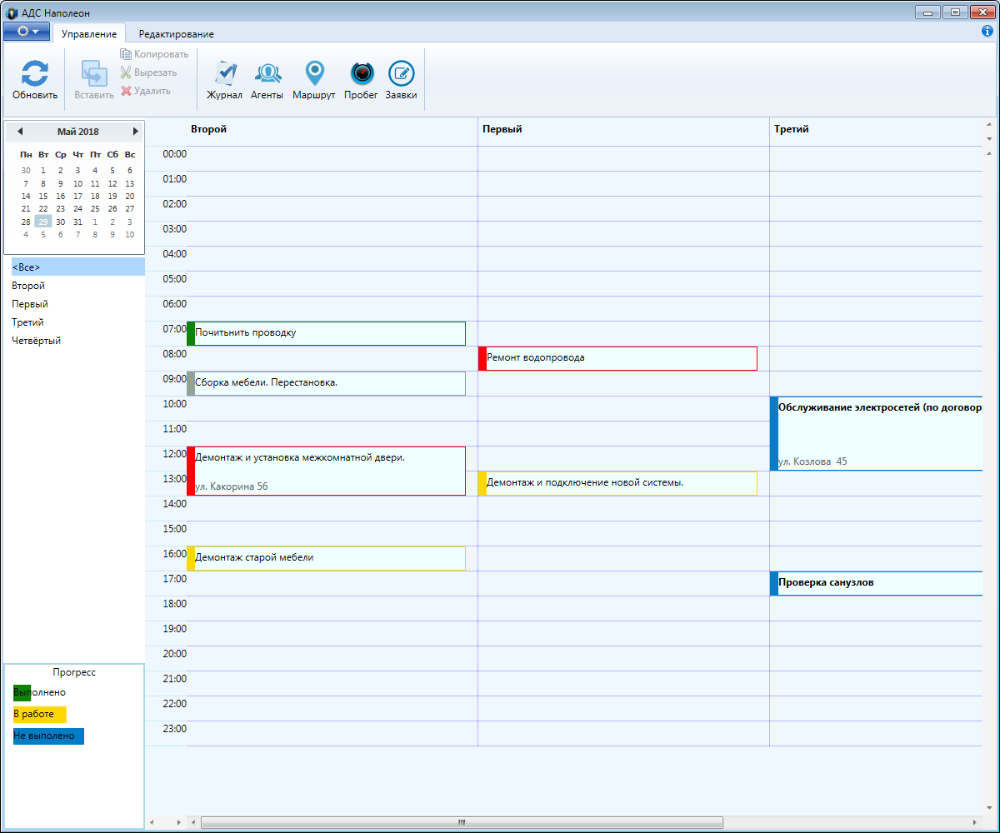 АДС Наполеон
Управление
Редактирование
Обновить
Вставить
Копировать
Вырезать
Удалить
Журнал
Агенты
Маршрут
Пробег
Заявки
Май 2018
Пн Вт Ср Чт Пт Сб Вс
30 1 2 3 4 5 6
7 8 9 10 11 12 13
14 15 16 17 18 19 20
21 22 23 24 25 26 27
28 29 30 31 1 2 3
4 5 6 7 8 9 10
<Все>
Второй
Первый
Третий
Четвёртый
Прогресс
Выполнено
В работе
Не выполено
Второй
Первый
Третий
00:00
01:00
02:00
03:00
04:00
05:00
06:00
07:00
Почитьнить проводку
08:00
Ремонт водопровода
09:00
Сборка мебели. Перестановка.
10:00
Обслуживание электросетей (по договору
11:00
12:00
Демонтаж и установка межкомнатной двери.
ул. Козлова 45
13:00
Демонтаж и подключение новой системы.
ул. Какорина 56
14:00
15:00
16:00
Демонтаж старой мебели
17:00
Проверка санузлов
18:00
19:00
20:00
21:00
22:00
23:00